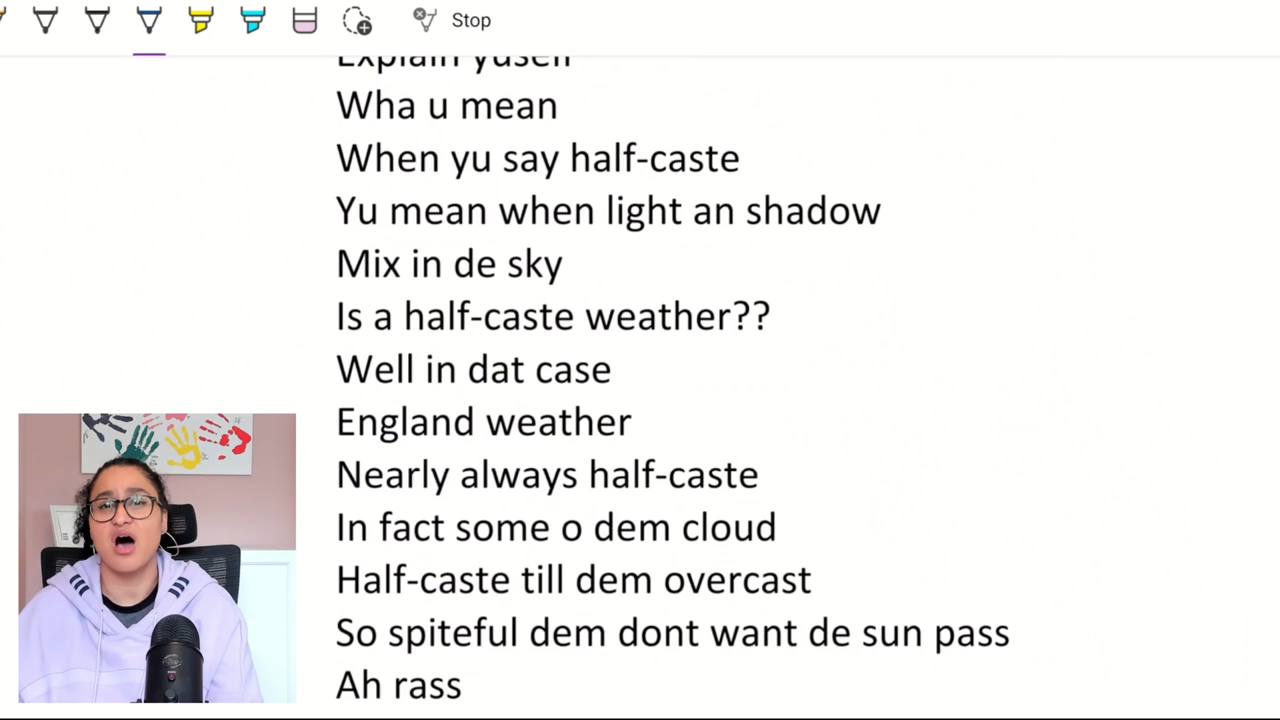 Stop
Explain yuself
Wha u mean
When yu say half-caste
Yu mean when light an shadow
Mix in de sky
Is a half-caste weather??
Well in dat case
England weather
Nearly always half-caste
In fact some o dem cloud
Half-caste till dem overcast
So spiteful dem dont want de sun pass
Ah rass